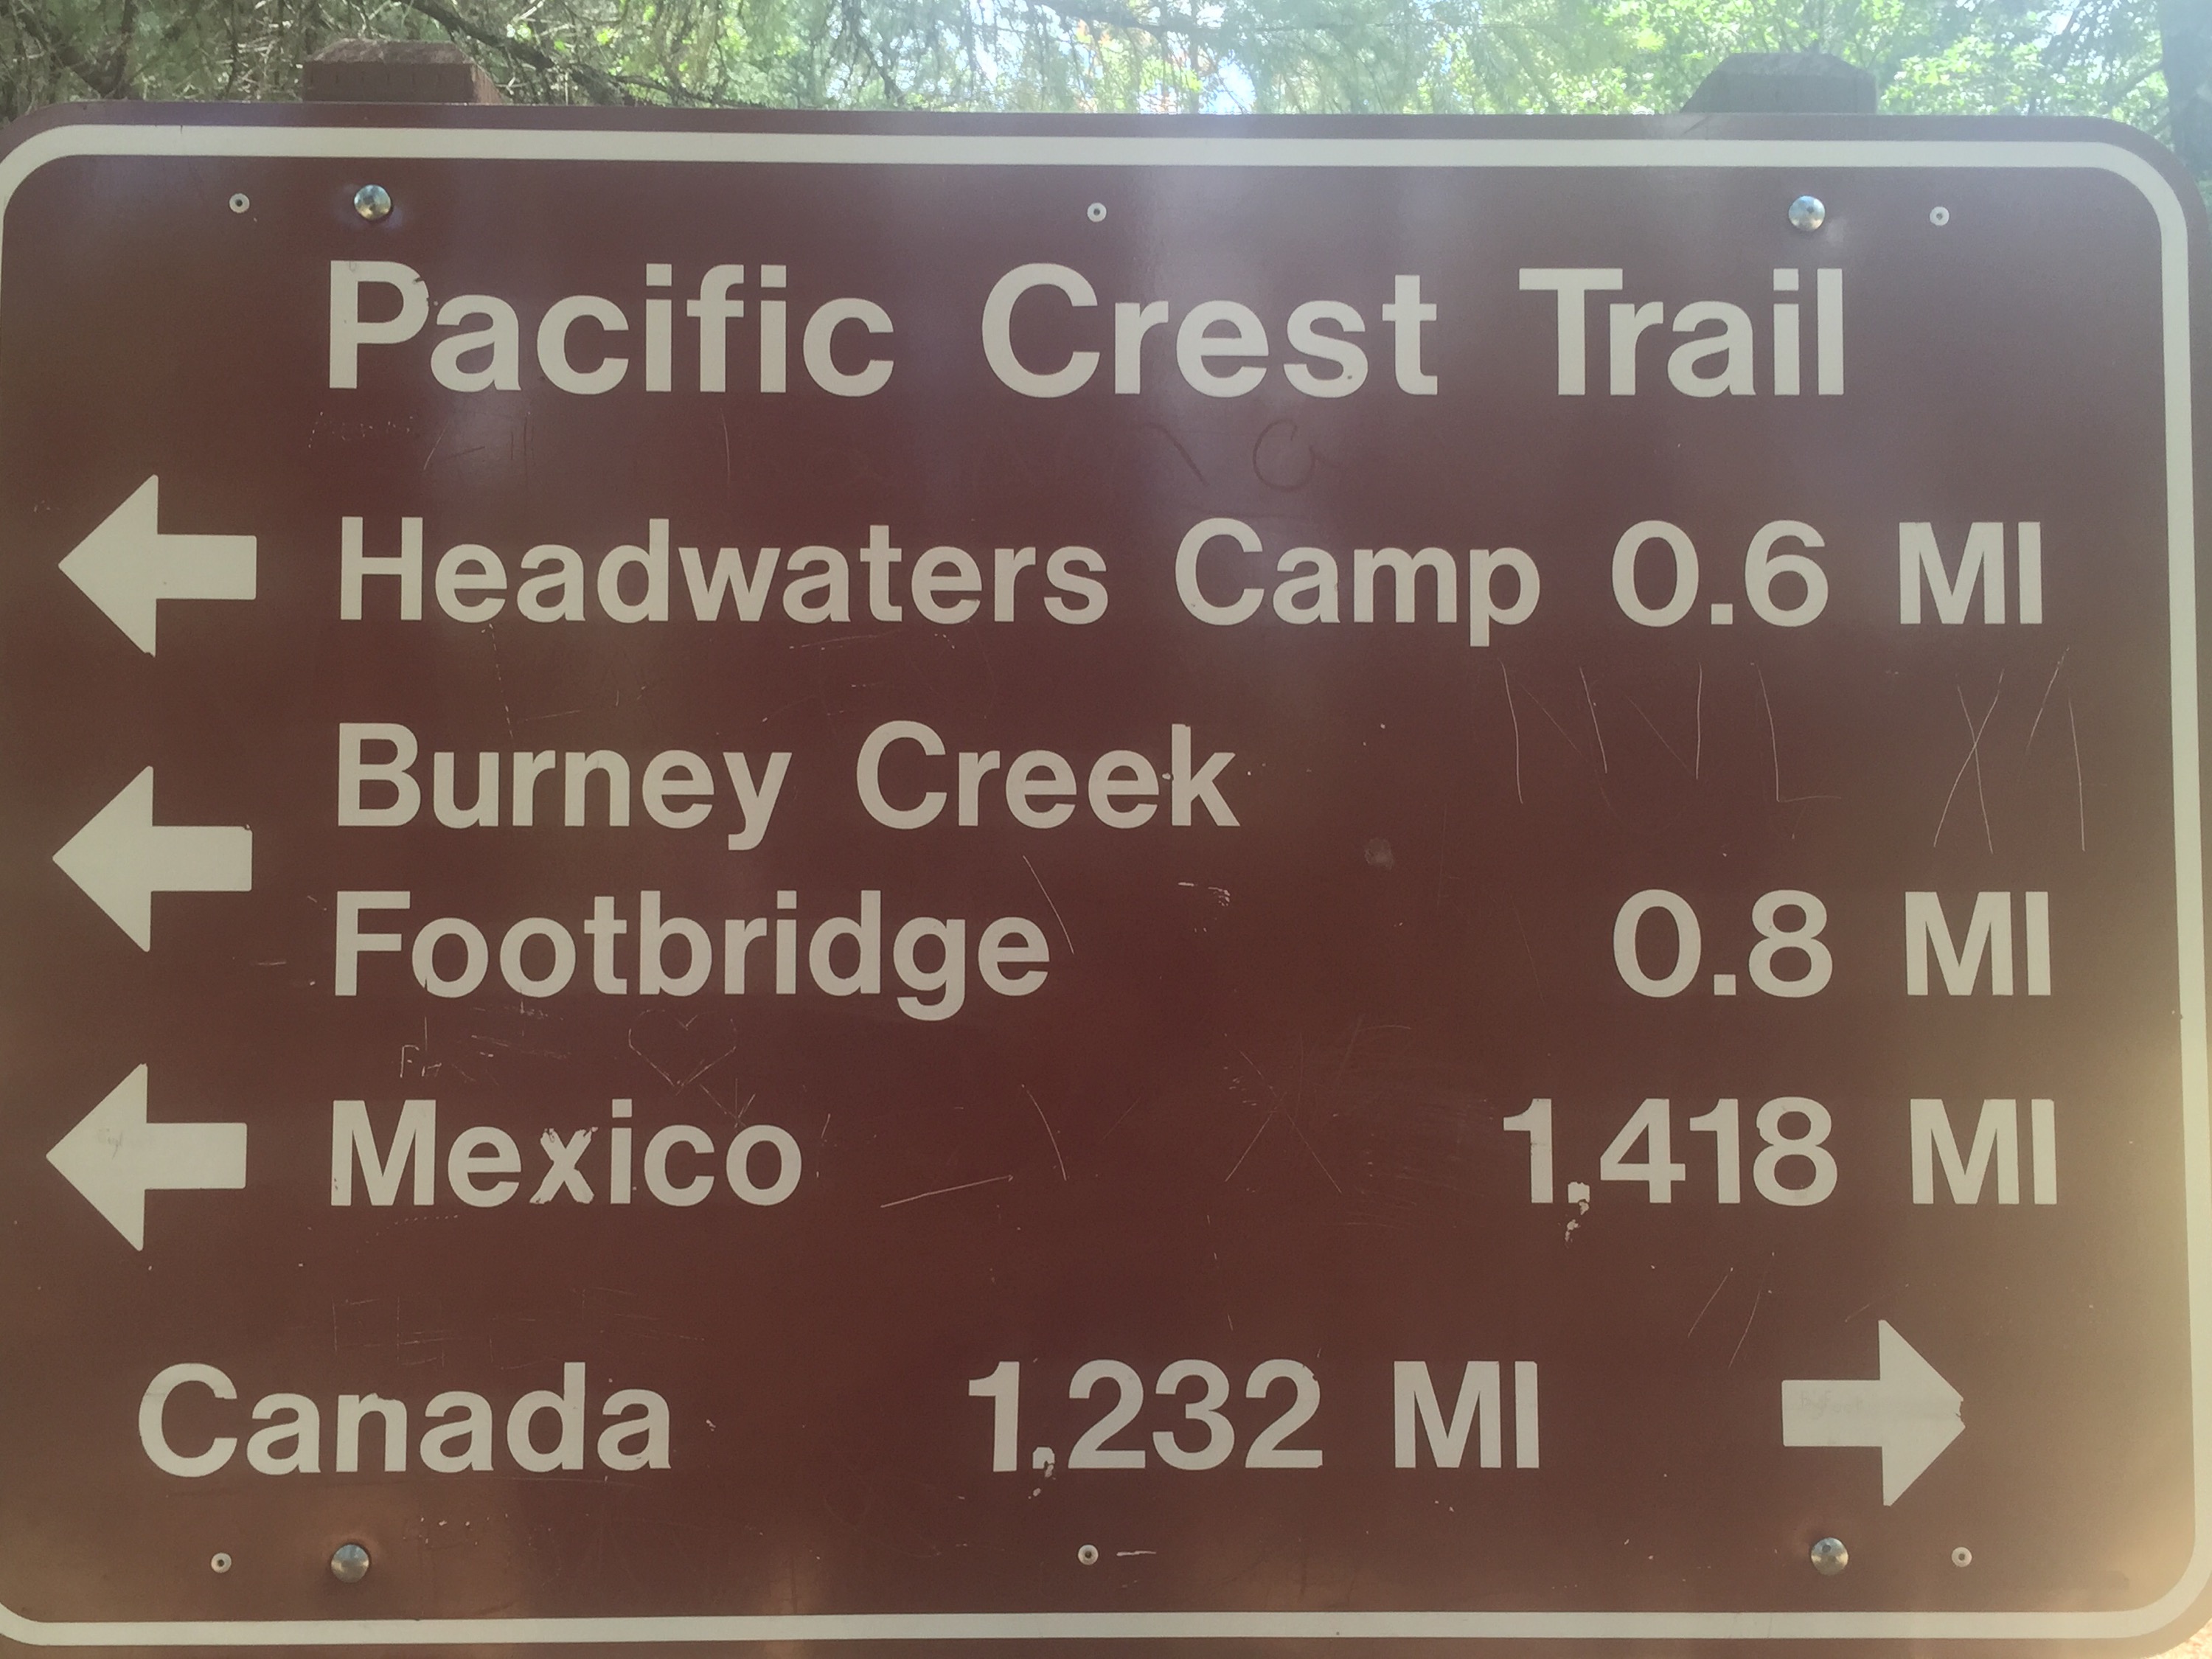 Pacific Crest Trail
Headwaters Camp 0.6 MI
Burney Creek
Footbridge 0.8 MI
Mexico 1,418 MI
Canada 1,232 MI